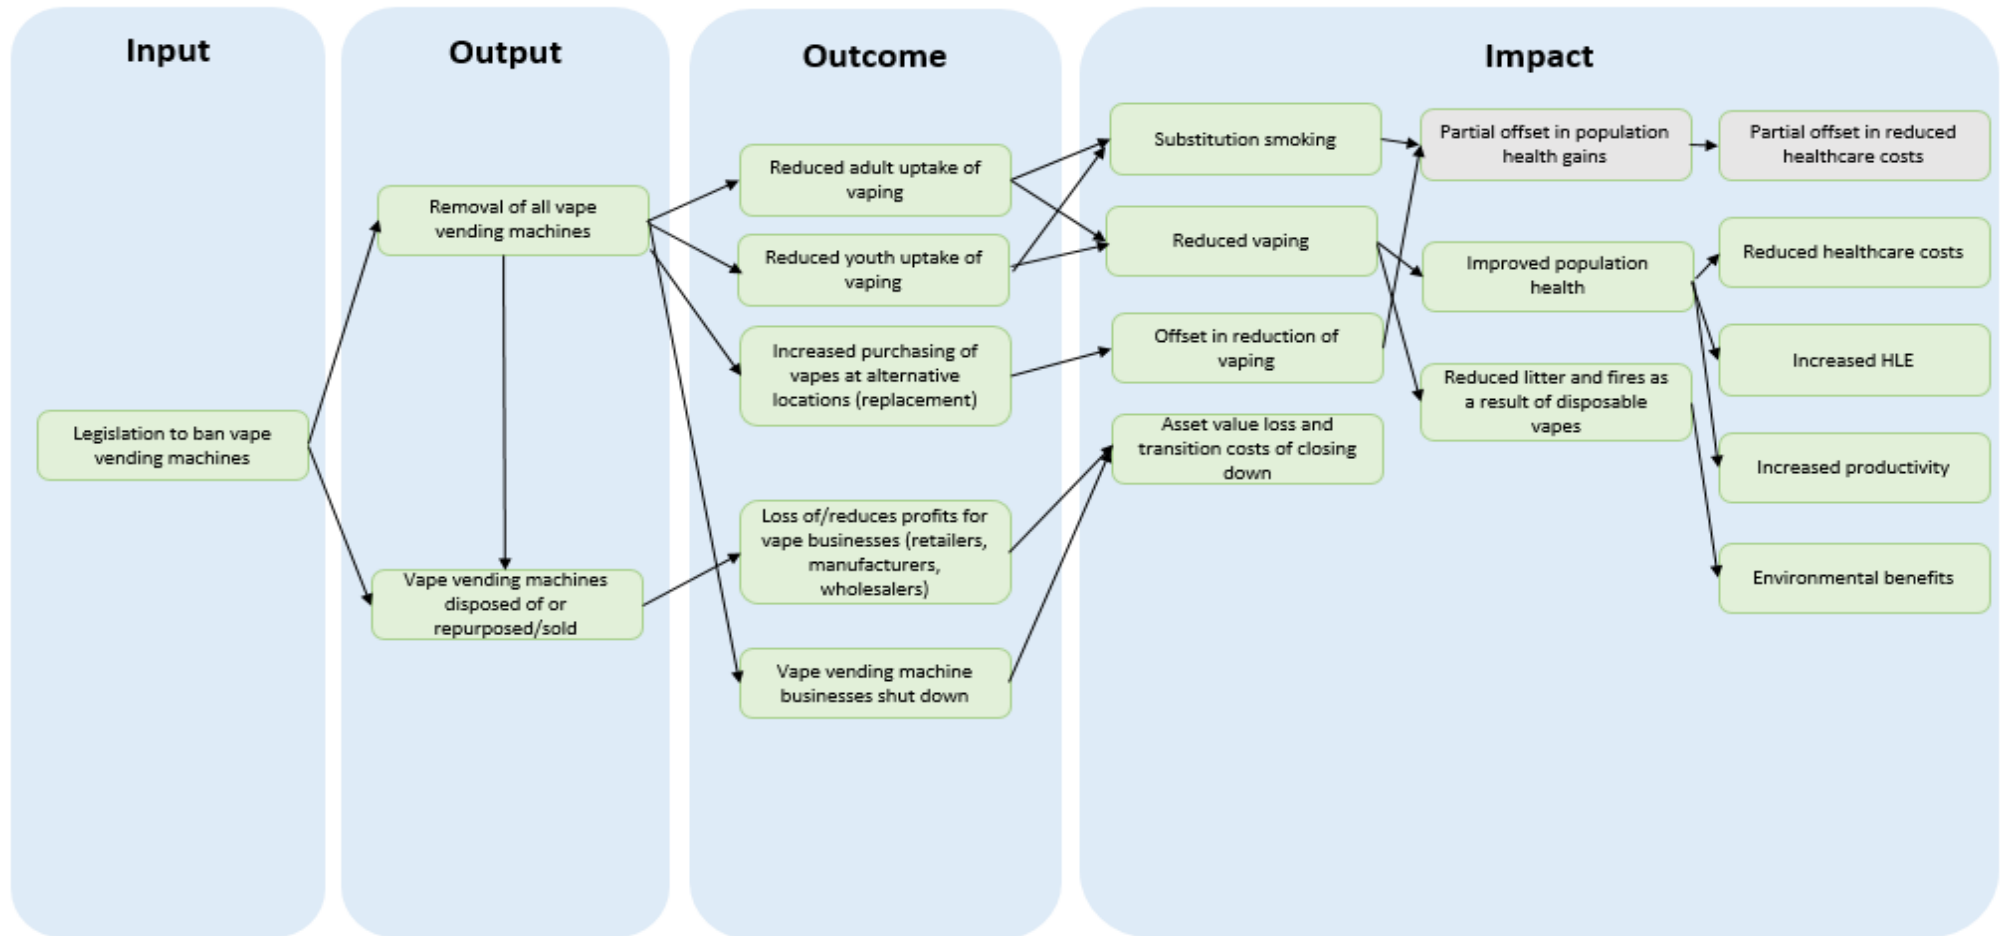 Input
Legislation to ban vape
vending machines
Output
Removal of all vape
vending machines
Vape vending machines
disposed of or
repurposed/sold
Outcome
Reduced adult uptake of
vaping
Reduced youth uptake of
vaping
Increased purchasing of
vapes at alternative
locations (replacement)
Loss of/reduces profits for
vape businesses (retailers,
manufacturers,
wholesalers)
Vape vending machine
businesses shut down
Impact
Substitution smoking
Reduced vaping
Offset in reduction of
vaping
Asset value loss and
transition costs of closing
down
Partial offset in population
health gains
Improved population
health
Reduced litter and fires as
a result of disposable
vapes
Partial offset in reduced
healthcare costs
Reduced healthcare costs
Increased HLE
Increased productivity
Environmental benefits